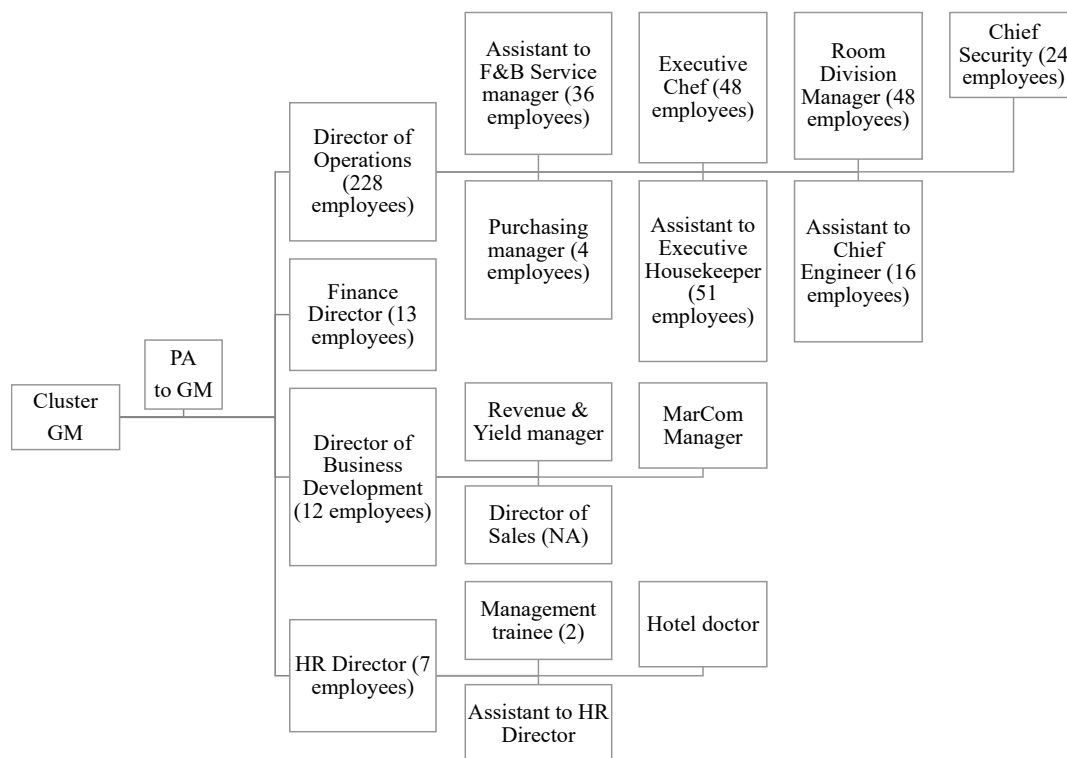 Cluster
GM
PA
to GM
Director of
Operations
(228
employees)
Assistant to
F&B Service
manager (36
employees)
Purchasing
manager (4
employees)
Executive
Chef (48
employees)
Assistant to
Executive
Housekeeper
(51
employees)
Room
Division
Manager (48
employees)
Assistant to
Chief
Engineer (16
employees)
Chief
Security (24
employees)
Finance
Director (13
employees)
Director of
Business
Development
(12 employees)
Revenue &
Yield manager
Director of
Sales (NA)
MarCom
Manager
HR Director (7
employees)
Management
trainee (2)
Assistant to HR
Director
Hotel doctor